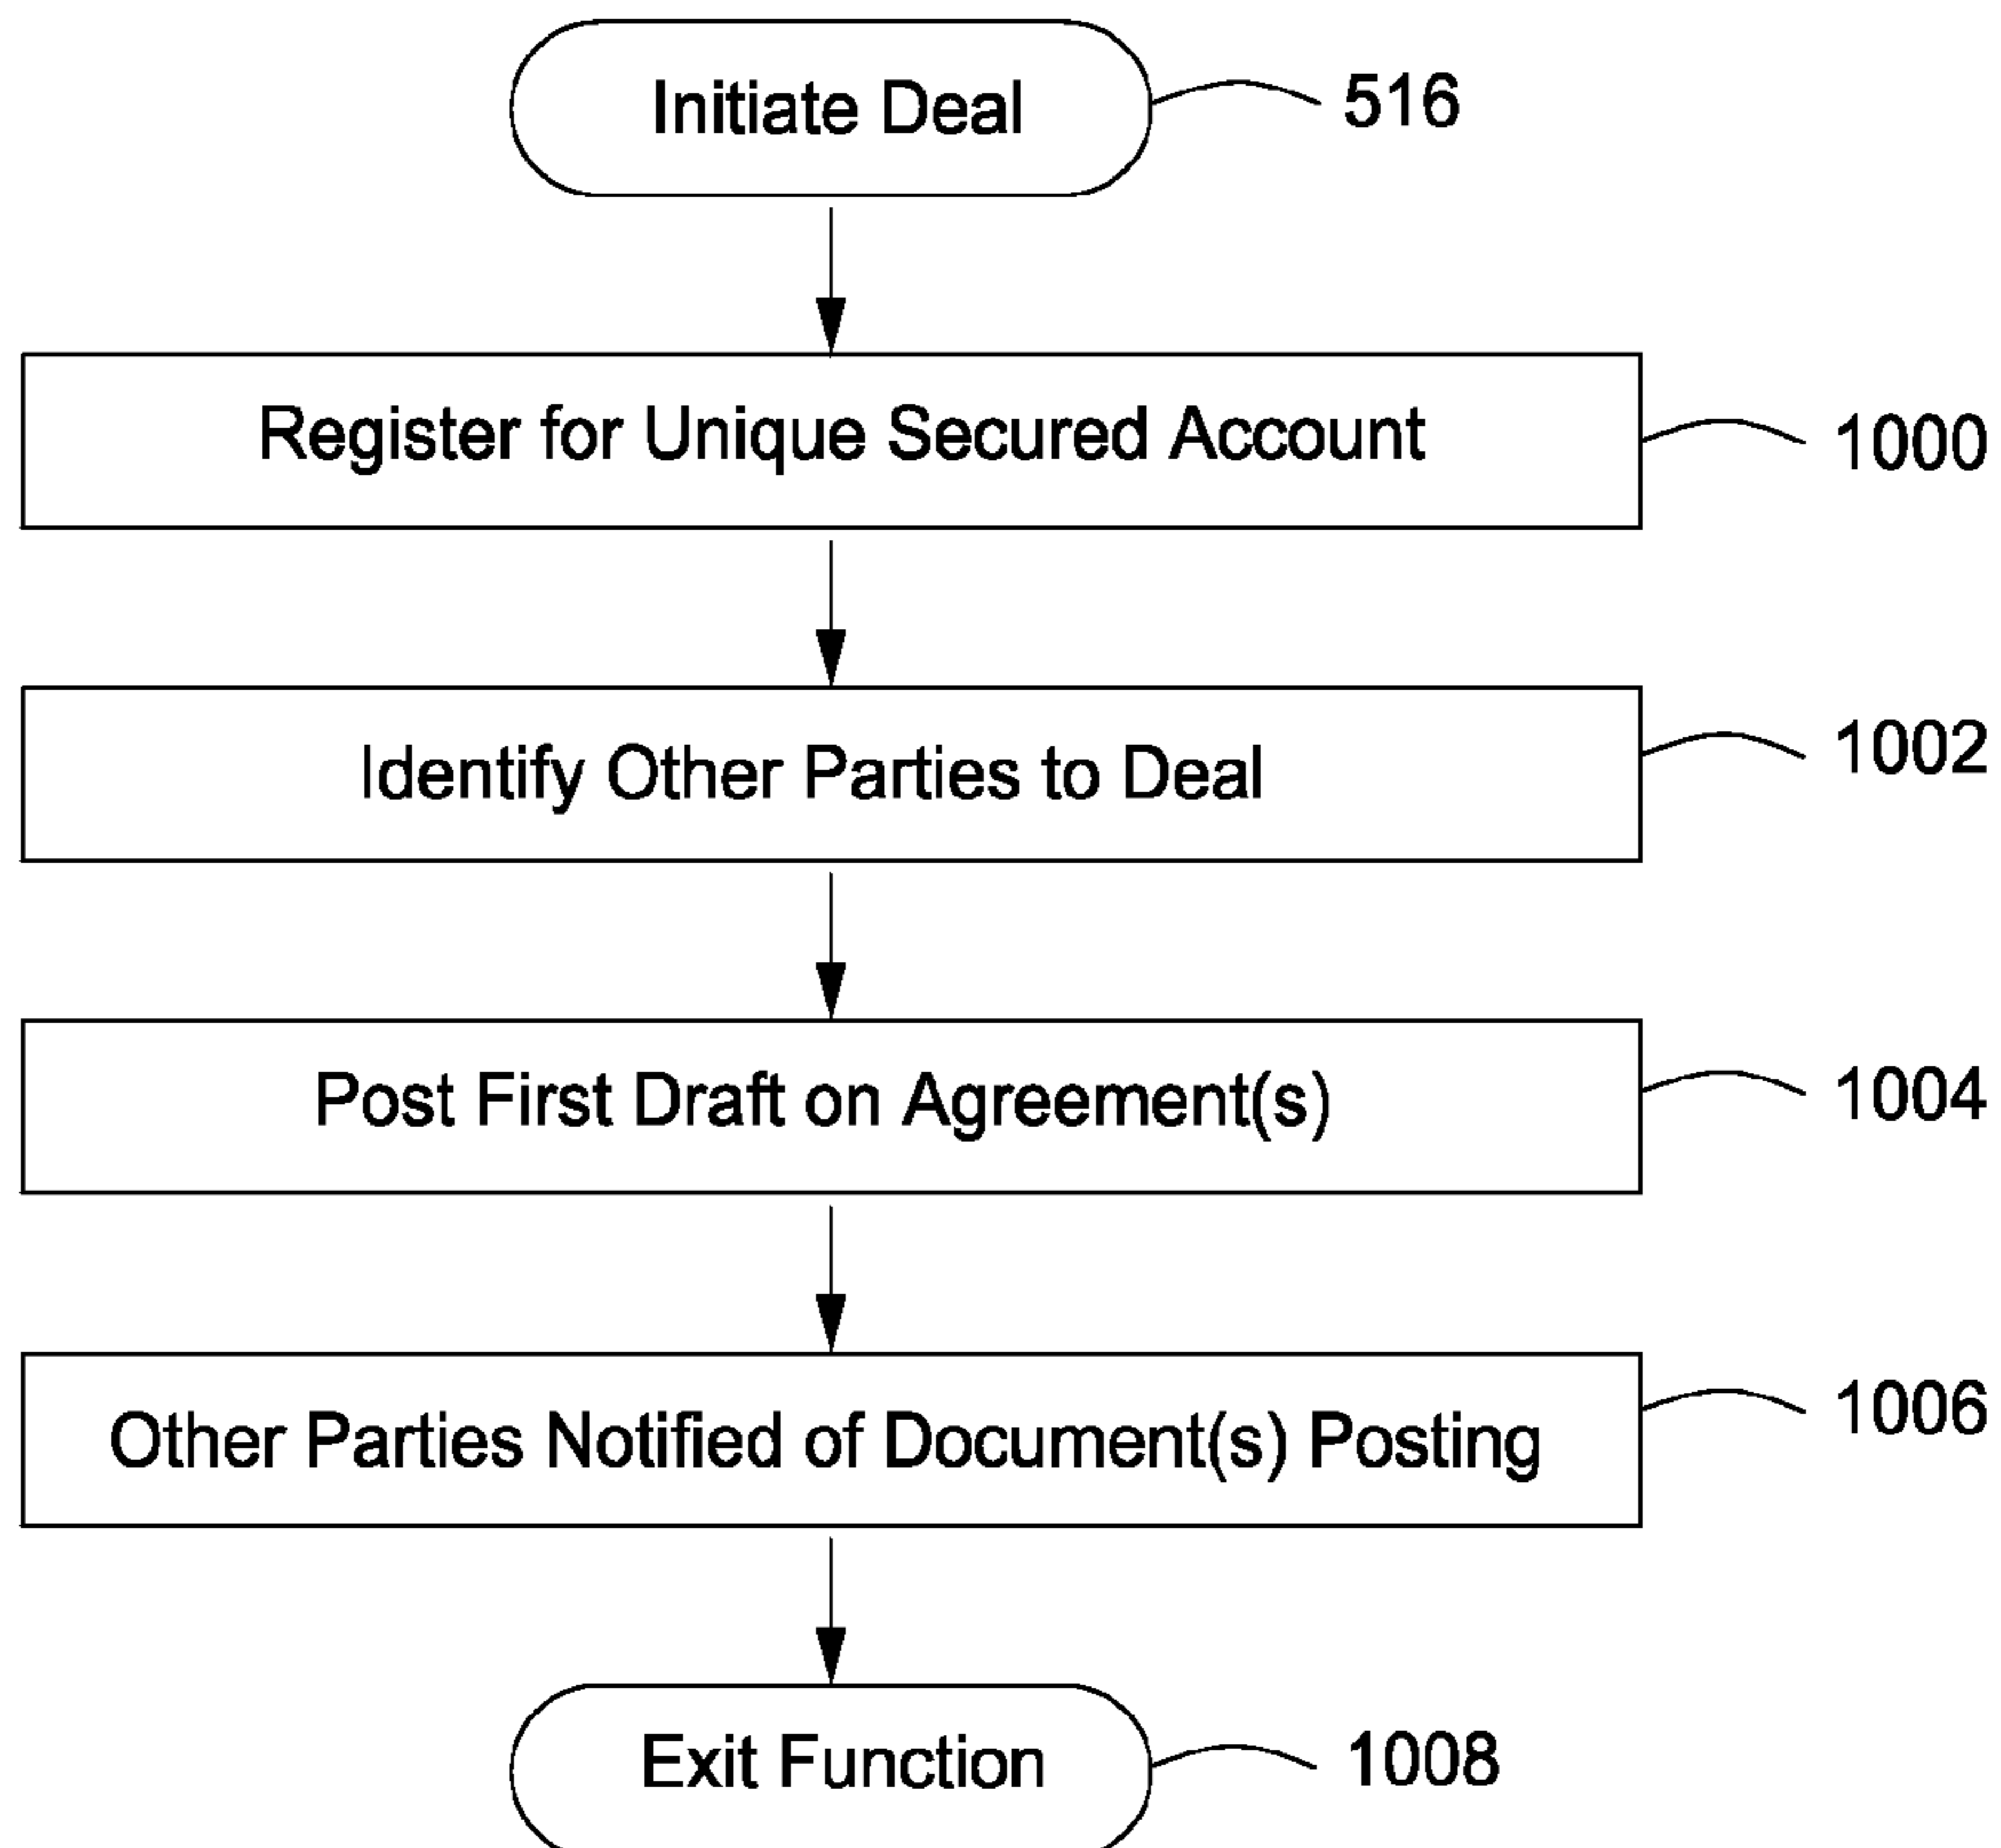 Initiate Deal 516
Register for Unique Secured Account 1000
Identify Other Parties to Deal 1002
Post First Draft on Agreement(s) 1004
Other Parties Notified of Document(s) Posting 1006
Exit Function 1008